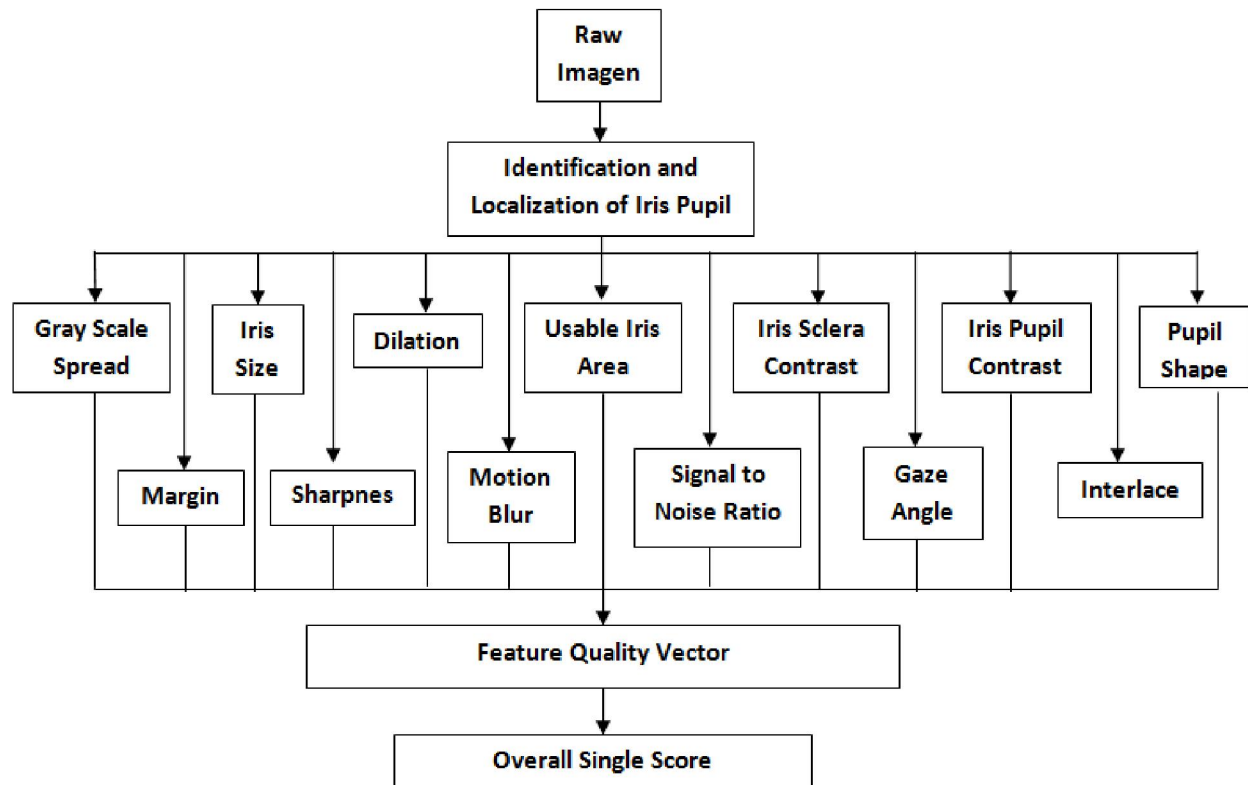 Raw
Imagen
Identification and
Localization of Iris Pupil
Gray Scale
Spread
Iris
Size
Dilation
Usable Iris
Area
Iris Sclera
Contrast
Iris Pupil
Contrast
Pupil
Shape
Margin
Sharpnes
Motion
Blur
Signal to
Noise Ratio
Gaze
Angle
Interlace
Feature Quality Vector
Overall Single Score